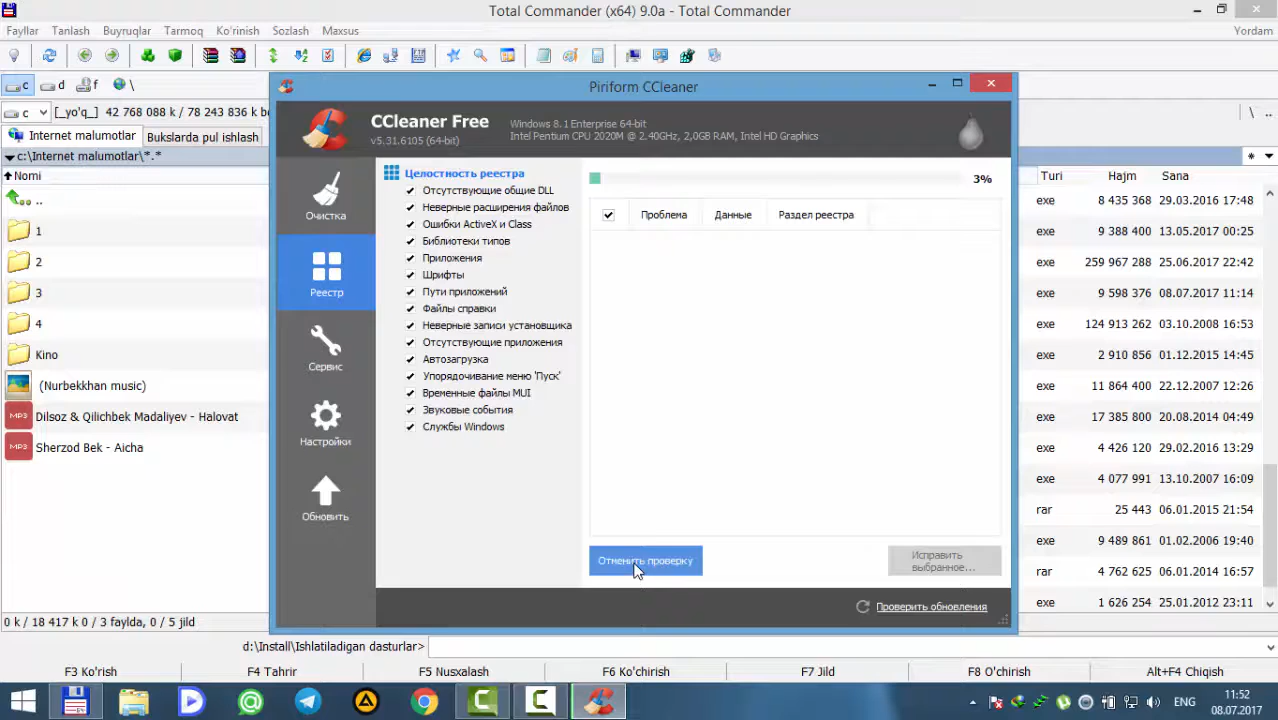 Total Commander (x64) 9.0a - Total Commander
Fayllar Tanlash Buyruqlar Tarmoq Ko'rinish Sozlash Maxsus Yordam
c d f \
c [_yo'q_] 42 768 088 k / 78 243 836 k b \ ..
Internet malumotlar Bukslarda pul ishlash
c:\Internet malumotlar\*.* * ▼
Nomi
..
1
2
3
4
Kino
(Nurbekkhan music)
MP3 Dilsoz & Qilichbek Madaliyev - Halovat
MP3 Sherzod Bek - Aicha
0 k / 18 417 k 0 / 3 faylda, 0 / 5 jild
Piriform CCleaner
CCleaner Free
v5.31.6105 (64-bit)
Windows 8.1 Enterprise 64-bit
Intel Pentium CPU 2020M @ 2.40GHz, 2,0GB RAM, Intel HD Graphics
Очистка
Реестр
Сервис
Настройки
Обновить
Целостность реестра
Отсутствующие общие DLL
Неверные расширения файлов
Ошибки ActiveX и Class
Библиотеки типов
Приложения
Шрифты
Пути приложений
Файлы справки
Неверные записи установщика
Отсутствующие приложения
Автозагрузка
Упорядочивание меню 'Пуск'
Временные файлы MUI
Звуковые события
Службы Windows
3%
Проблема Данные Раздел реестра
Отменить проверку
Исправить
выбранное...
Проверить обновления
Turi Hajm Sana
exe 8 435 368 29.03.2016 17:48
exe 9 388 400 13.05.2017 00:25
exe 259 967 288 25.06.2017 22:42
exe 9 598 376 08.07.2017 11:14
exe 124 913 262 03.10.2008 16:53
exe 2 910 856 01.12.2015 14:45
exe 11 864 400 22.12.2007 12:26
exe 17 385 800 20.08.2014 04:49
exe 4 426 120 29.02.2016 13:29
exe 4 077 991 13.10.2007 16:09
rar 25 443 06.01.2015 21:54
exe 9 489 861 01.02.2006 19:40
rar 4 762 625 06.01.2014 16:57
exe 1 626 254 25.01.2012 23:11
d:\Install\Ishlatiladigan dasturlar>
F3 Ko'rish F4 Tahrir F5 Nusxalash F6 Ko'chirish F7 Jild F8 O'chirish Alt+F4 Chiqish
ENG
11:52
08.07.2017